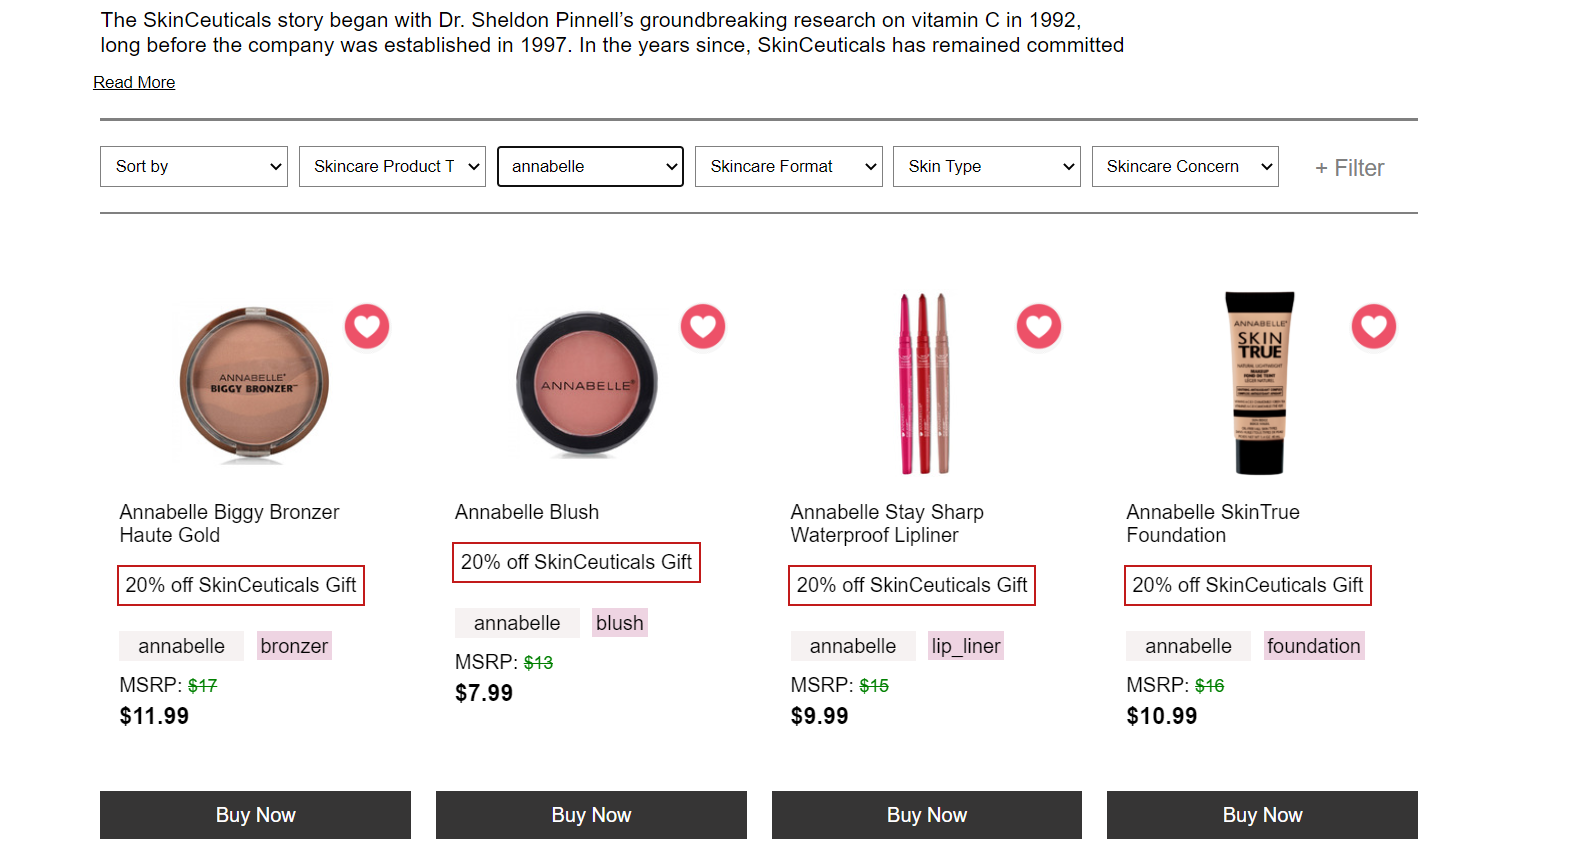 The SkinCeuticals story began with Dr. Sheldon Pinnell’s groundbreaking research on vitamin C in 1992,
long before the company was established in 1997. In the years since, SkinCeuticals has remained committed
Read More
Sort by
Skincare Product T
annabelle
Skincare Format
Skin Type
Skincare Concern
+ Filter
ANNABELLE
BIGGY BRONZER
ANNABELLE
ANNABELLE
SKIN
TRUE
Annabelle Biggy Bronzer
Haute Gold
20% off SkinCeuticals Gift
annabelle bronzer
MSRP: $17
$11.99
Buy Now
Annabelle Blush
20% off SkinCeuticals Gift
annabelle blush
MSRP: $13
$7.99
Buy Now
Annabelle Stay Sharp
Waterproof Lipliner
20% off SkinCeuticals Gift
annabelle lip_liner
MSRP: $15
$9.99
Buy Now
Annabelle SkinTrue
Foundation
20% off SkinCeuticals Gift
annabelle foundation
MSRP: $16
$10.99
Buy Now